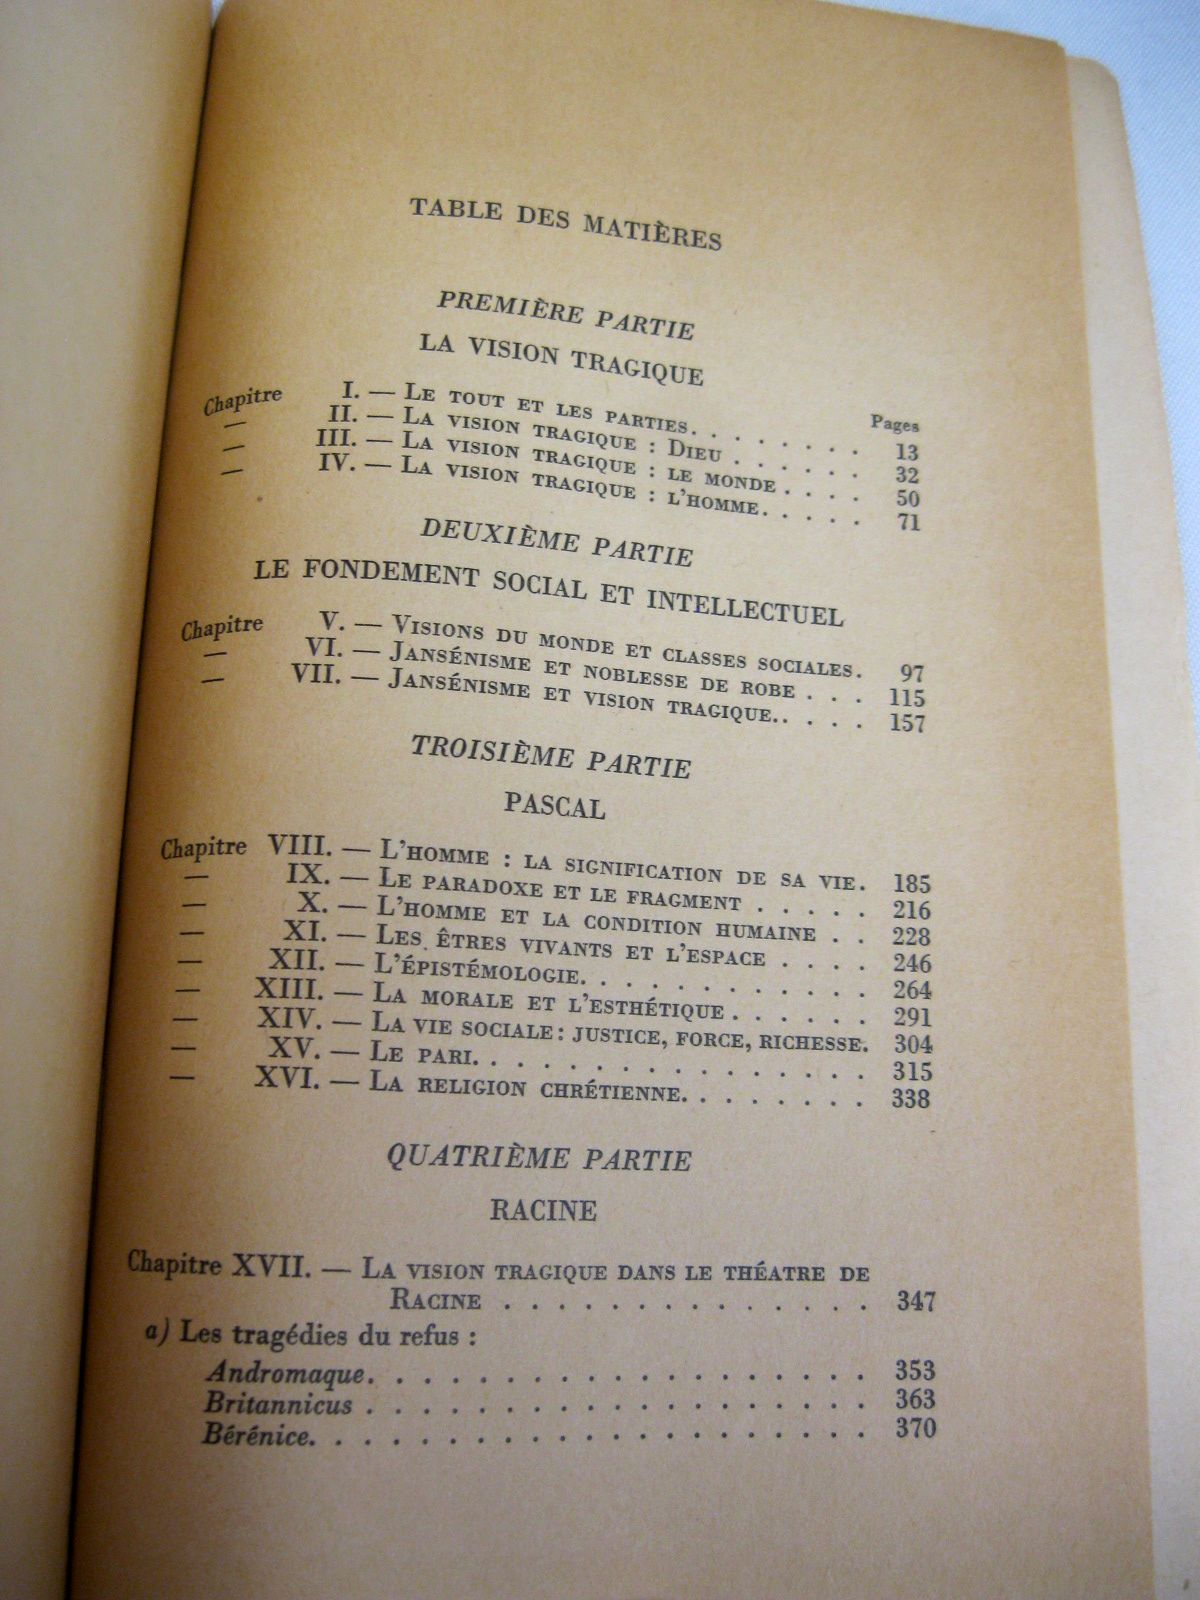 TABLE DES MATIÈRES
PREMIÈRE PARTIE
LA VISION TRAGIQUE
Pages
Chapitre I. — LE TOUT ET LES PARTIES. . . . . . . . 13
— II. — LA VISION TRAGIQUE : DIEU . . . . . . 32
— III. — LA VISION TRAGIQUE : LE MONDE . . . . 50
— IV. — LA VISION TRAGIQUE : L'HOMME. . . . . 71
DEUXIÈME PARTIE
LE FONDEMENT SOCIAL ET INTELLECTUEL
Chapitre V. — VISIONS DU MONDE ET CLASSES SOCIALES. 97
— VI. — JANSÉNISME ET NOBLESSE DE ROBE . . . 115
— VII. — JANSÉNISME ET VISION TRAGIQUE. . . . . 157
TROISIÈME PARTIE
PASCAL
Chapitre VIII. — L'HOMME : LA SIGNIFICATION DE SA VIE. 185
— IX. — LE PARADOXE ET LE FRAGMENT . . . . . 216
— X. — L'HOMME ET LA CONDITION HUMAINE . . 228
— XI. — LES ÊTRES VIVANTS ET L'ESPACE . . . . 246
— XII. — L'ÉPISTÉMOLOGIE. . . . . . . . . . . . 264
— XIII. — LA MORALE ET L'ESTHÉTIQUE . . . . . . 291
— XIV. — LA VIE SOCIALE : JUSTICE, FORCE, RICHESSE. 304
— XV. — LE PARI. . . . . . . . . . . . . . . . 315
— XVI. — LA RELIGION CHRÉTIENNE. . . . . . . . 338
QUATRIÈME PARTIE
RACINE
Chapitre XVII. — LA VISION TRAGIQUE DANS LE THÉATRE DE
RACINE . . . . . . . . . . . . . . 347
a) Les tragédies du refus :
Andromaque. . . . . . . . . . . . . . . . . . . 353
Britannicus . . . . . . . . . . . . . . . . . . . 363
Bérénice. . . . . . . . . . . . . . . . . . . . . 370